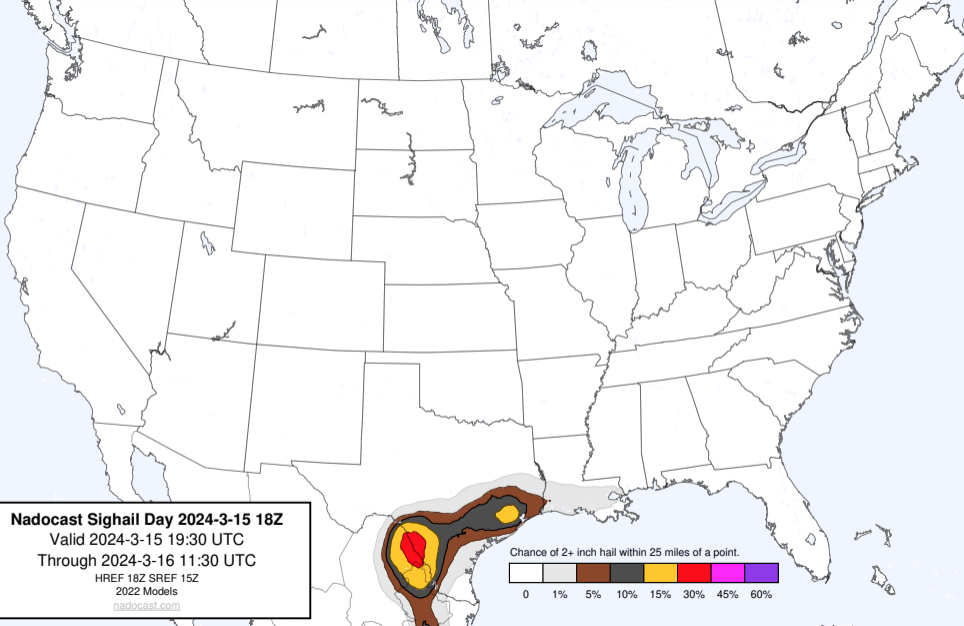 Nadocast Sighail Day 2024-3-15 18Z
Valid 2024-3-15 19:30 UTC
Through 2024-3-16 11:30 UTC
HREF 18Z SREF 15Z
2022 Models
nadocast.com
Chance of 2+ inch hail within 25 miles of a point.
0 1% 5% 10% 15% 30% 45% 60%